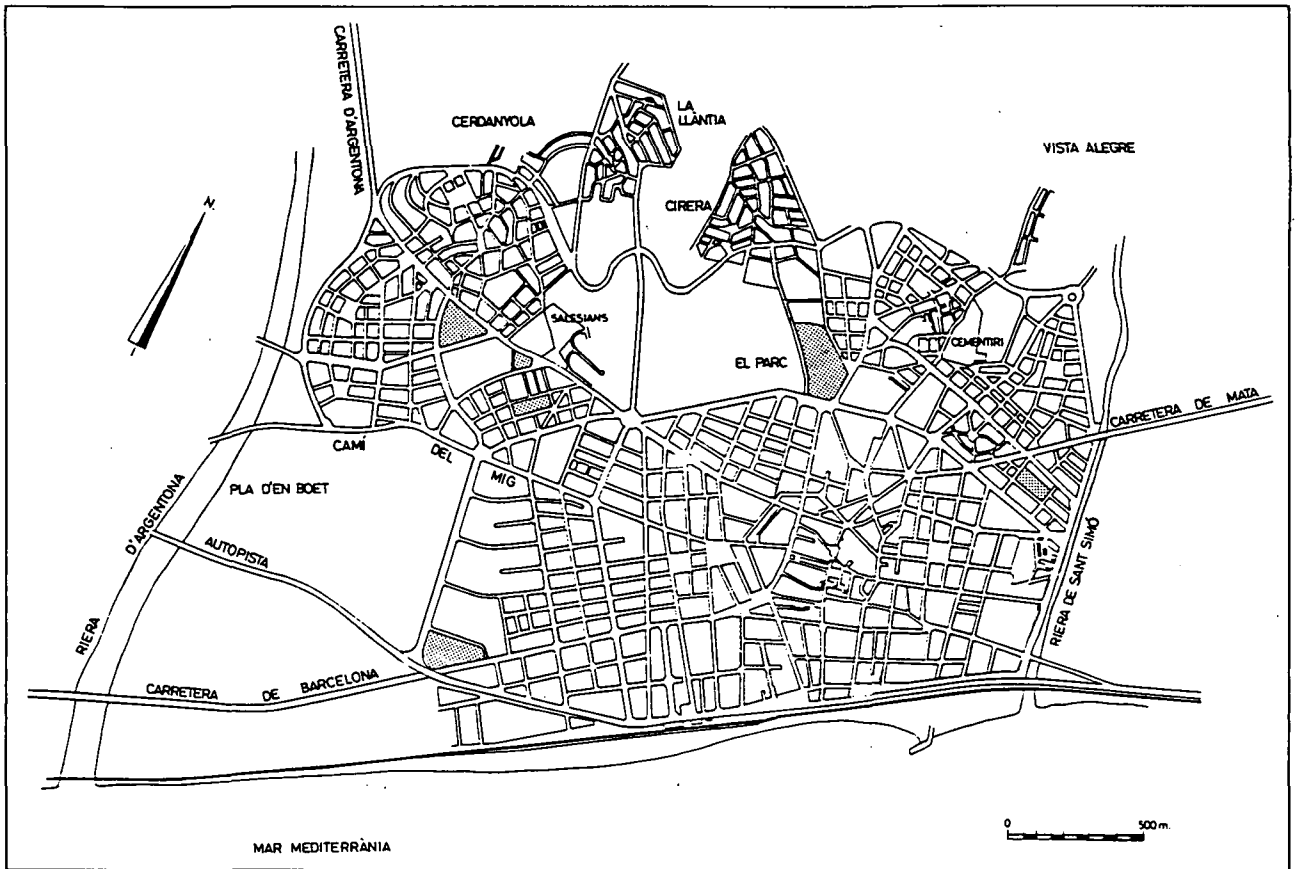 CARRETERA D'ARGENTONA
CERDANYOLA
LA
LLÀNTIA
VISTA ALEGRE
CIRERA
N.
SALESIANS
EL PARC
CEMENTIRI
CARRETERA DE MATA
CAMÍ DEL MIG
PLA D'EN BOET
RIERA D'ARGENTONA
AUTOPISTA
RIERA DE SANT SIMÓ
CARRETERA DE BARCELONA
0 500 m.
MAR MEDITERRÀNIA